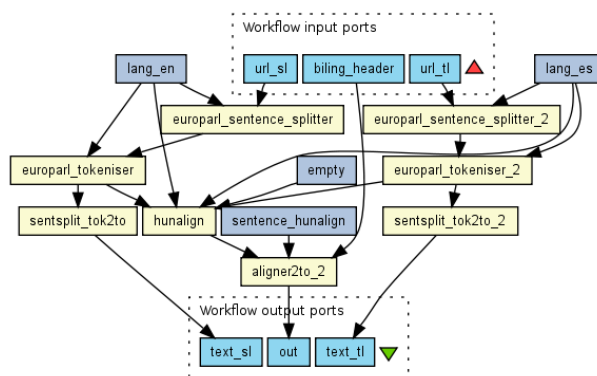 Workflow input ports
lang_en
url_sl
biling_header
url_tl
lang_es
europarl_sentence_splitter
europarl_sentence_splitter_2
europarl_tokeniser
empty
europarl_tokeniser_2
sentsplit_tok2to
hunalign
sentence_hunalign
sentsplit_tok2to_2
aligner2to_2
Workflow output ports
text_sl
out
text_tl